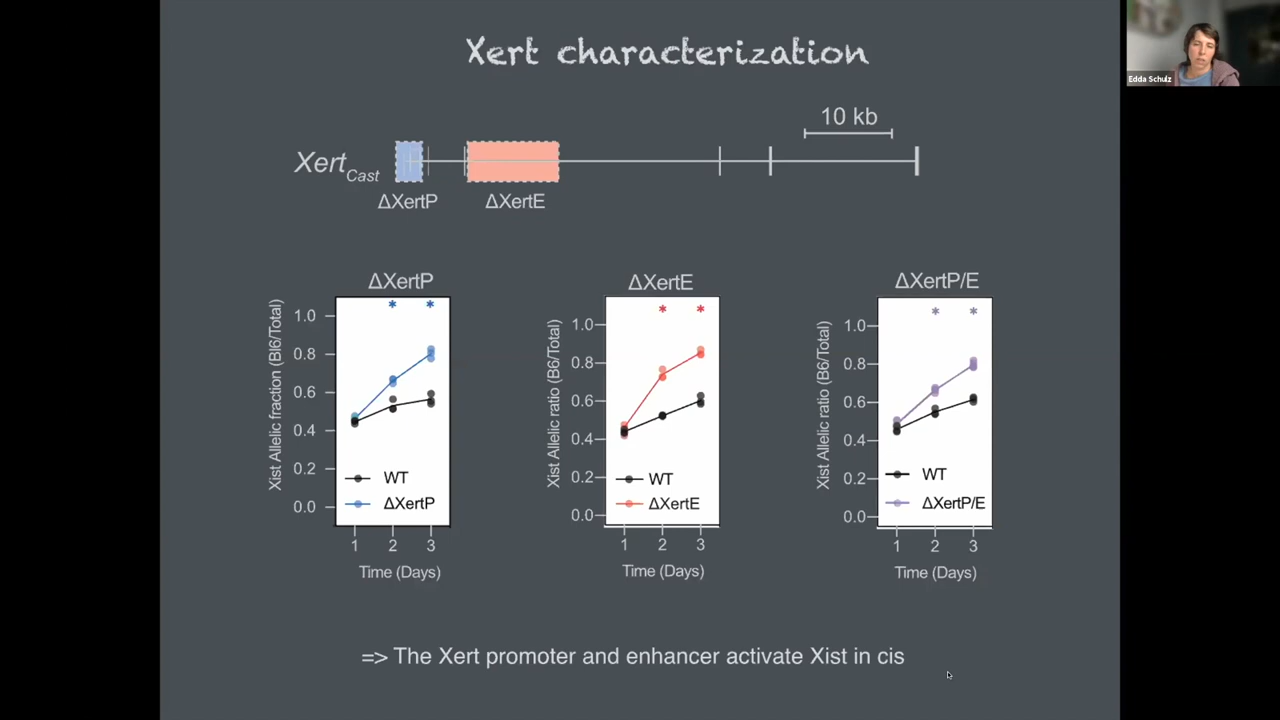 Xert characterization
Edda Schulz
10 kb
Xert Cast
ΔXertP
ΔXertE
ΔXertP
Xist Allelic fraction (Bl6/Total)
1.0
0.8
0.6
0.4
0.2
0.0
* *
WT
ΔXertP
1 2 3
Time (Days)
ΔXertE
Xist Allelic ratio (B6/Total)
1.0
0.8
0.6
0.4
0.2
0.0
* *
WT
ΔXertE
1 2 3
Time (Days)
ΔXertP/E
Xist Allelic ratio (B6/Total)
1.0
0.8
0.6
0.4
0.2
0.0
* *
WT
ΔXertP/E
1 2 3
Time (Days)
=> The Xert promoter and enhancer activate Xist in cis